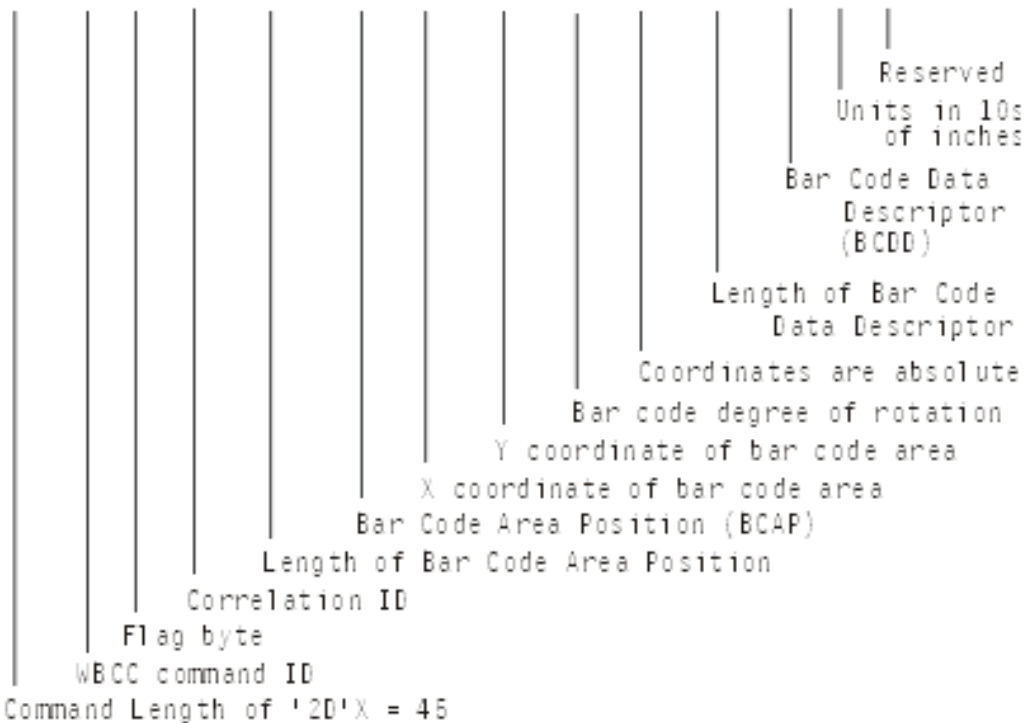 Reserved
Units in 10s
of inches
Bar Code Data
Descriptor
(BCDD)
Length of Bar Code
Data Descriptor
Coordinates are absolute
Bar code degree of rotation
Y coordinate of bar code area
X coordinate of bar code area
Bar Code Area Position (BCAP)
Length of Bar Code Area Position
Correlation ID
Flag byte
WBCC command ID
Command Length of '2D'X = 45